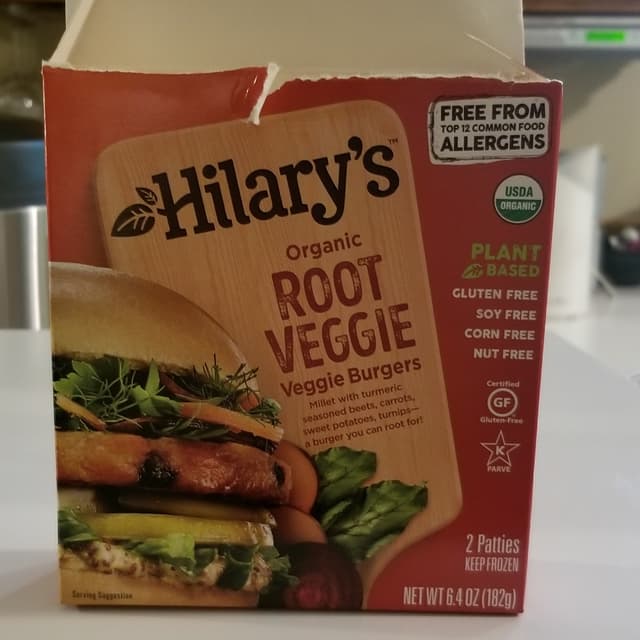 FREE FROM
TOP 12 COMMON FOOD
ALLERGENS
Hilary's™
USDA
ORGANIC
Organic
ROOT
VEGGIE
Veggie Burgers
Millet with turmeric
seasoned beets, carrots,
sweet potatoes, turnips—
a burger you can root for!
PLANT
BASED
GLUTEN FREE
SOY FREE
CORN FREE
NUT FREE
Certified
GF
Gluten-Free
K
PARVE
2 Patties
KEEP FROZEN
NET WT 6.4 OZ (182g)
Serving Suggestion